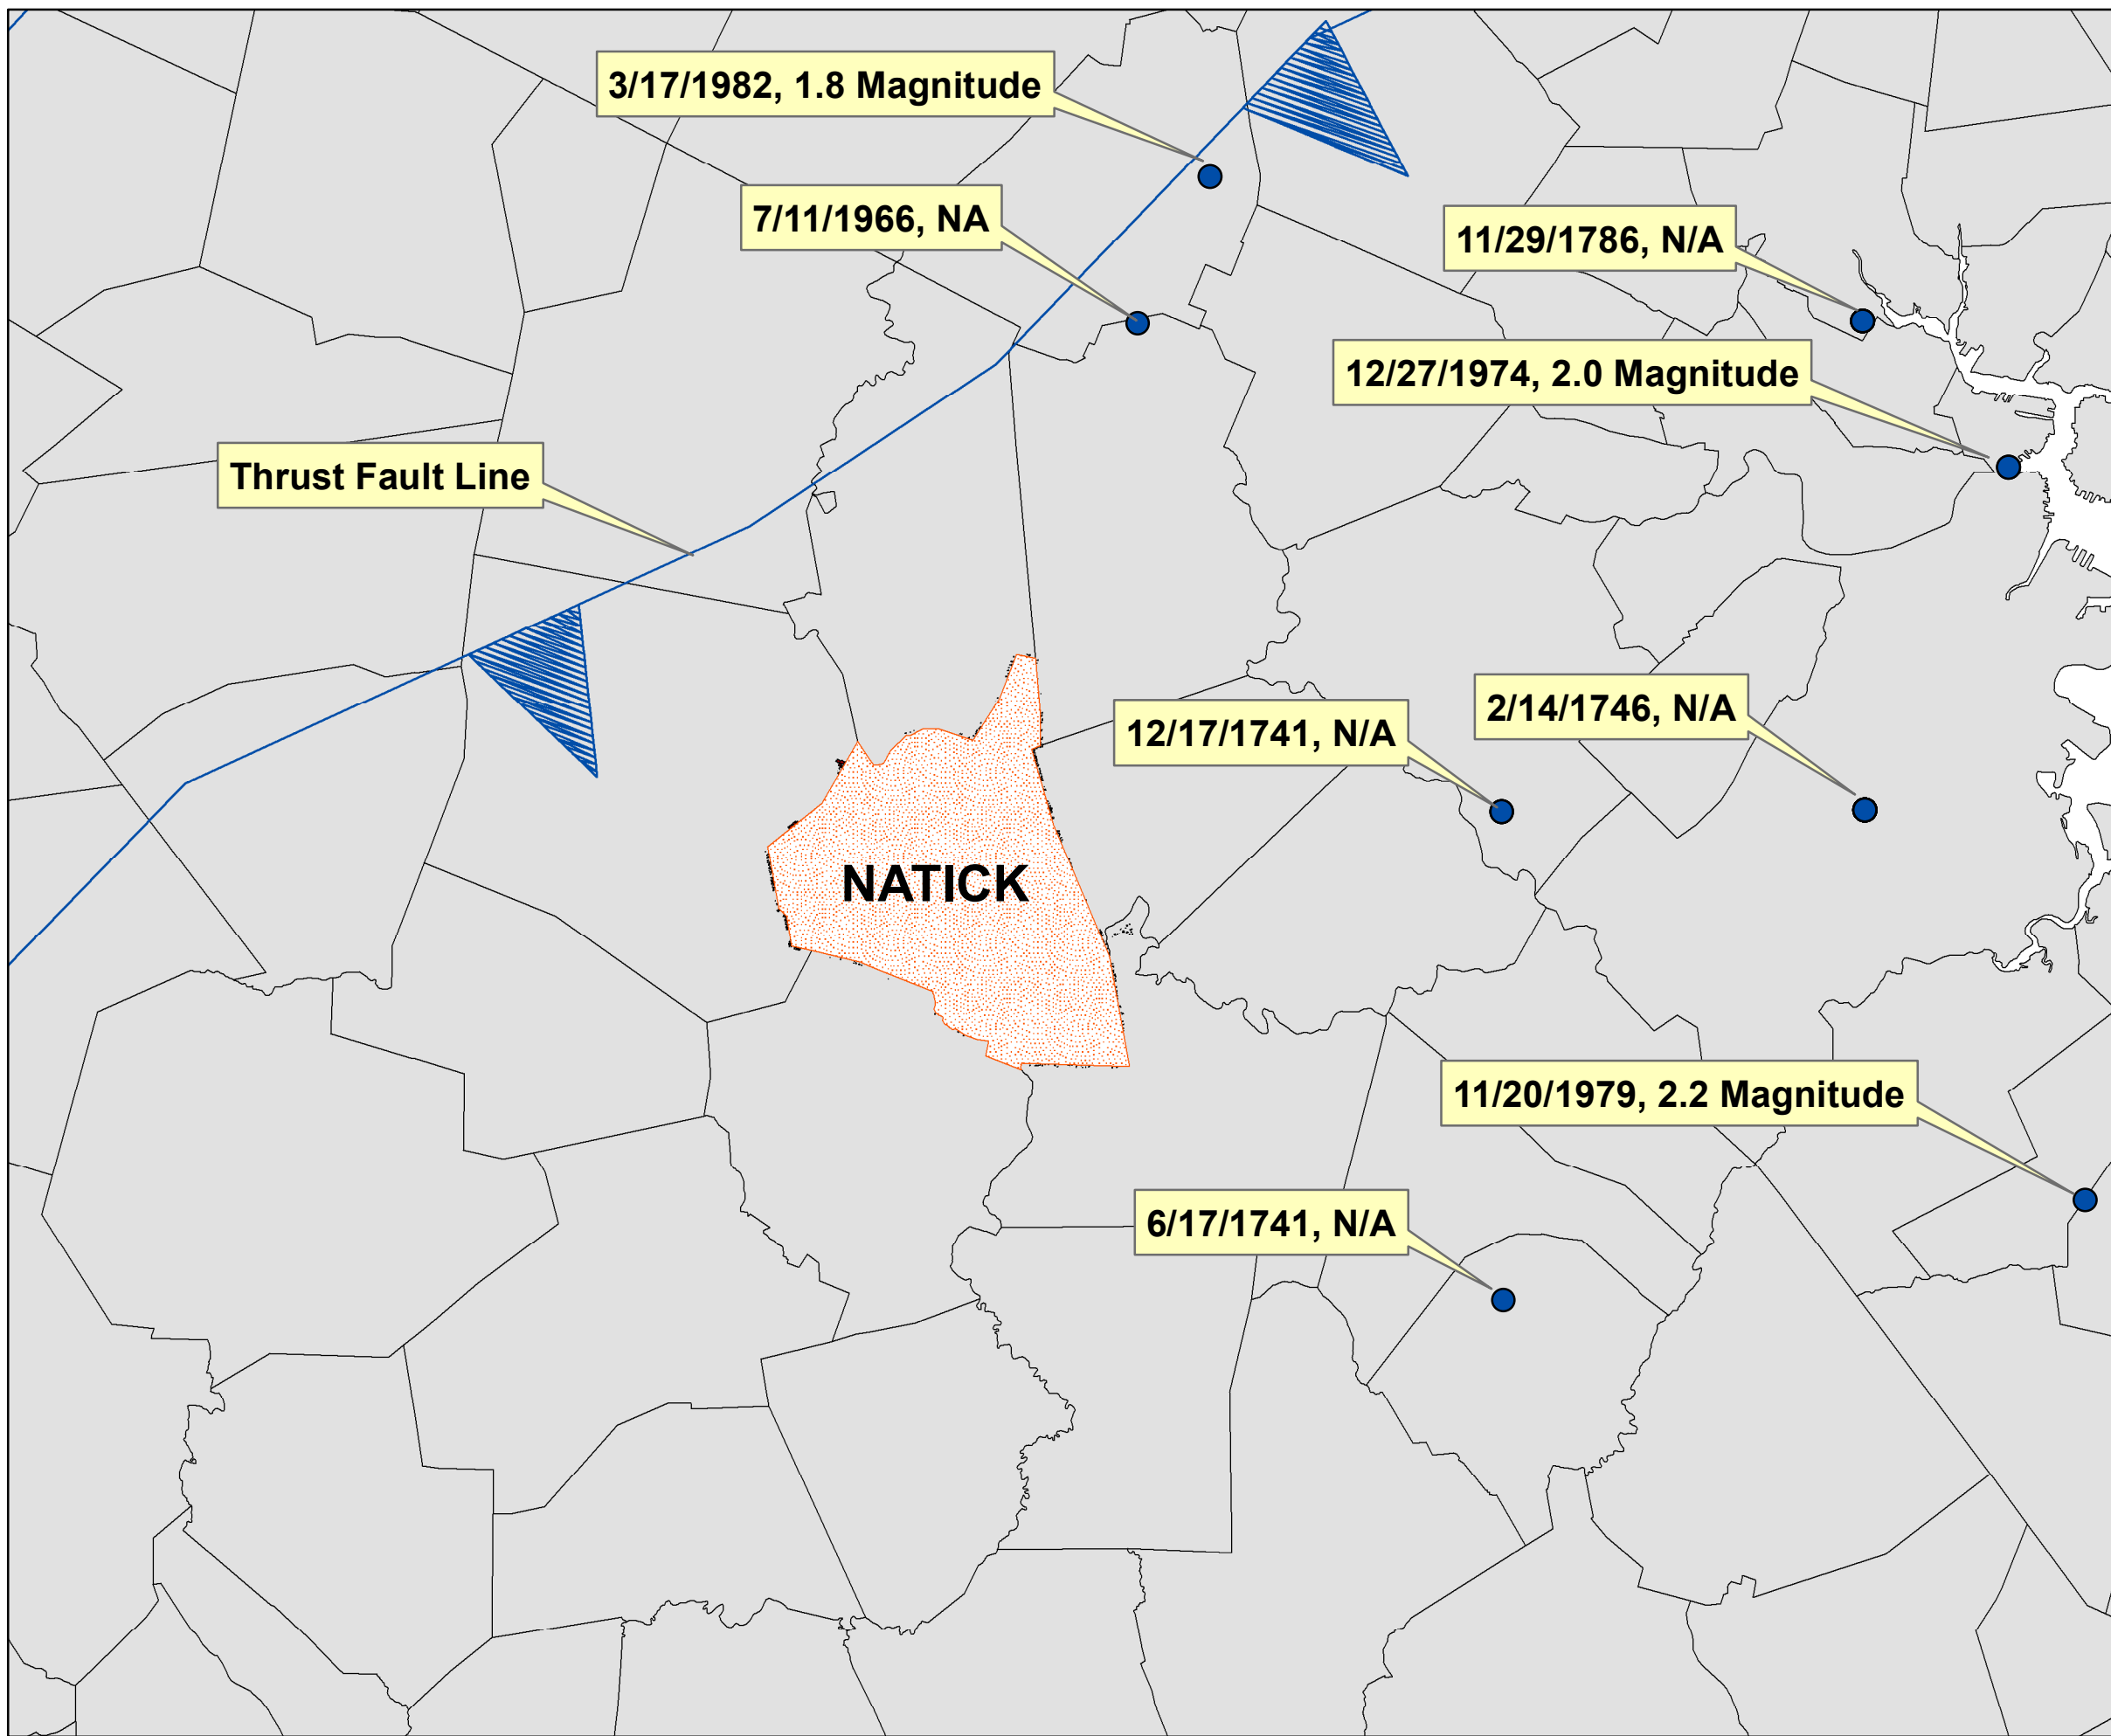 3/17/1982, 1.8 Magnitude
7/11/1966, NA
11/29/1786, N/A
12/27/1974, 2.0 Magnitude
Thrust Fault Line
2/14/1746, N/A
12/17/1741, N/A
NATICK
11/20/1979, 2.2 Magnitude
6/17/1741, N/A